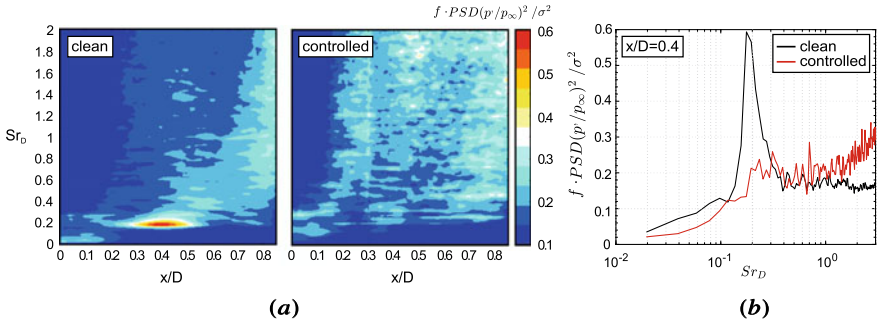 f·PSD(p'/p∞)² /σ²
clean
controlled
2
1.8
1.6
1.4
1.2
1
0.8
0.6
0.4
0.2
0
Sr_D
0 0.1 0.2 0.3 0.4 0.5 0.6 0.7 0.8
x/D
0 0.1 0.2 0.3 0.4 0.5 0.6 0.7 0.8
x/D
0.6
0.5
0.4
0.3
0.2
0.1
(a)
f·PSD(p'/p∞)² /σ²
0.6
0.5
0.4
0.3
0.2
0.1
0
x/D=0.4
clean
controlled
10⁻² 10⁻¹ 10⁰
Sr_D
(b)